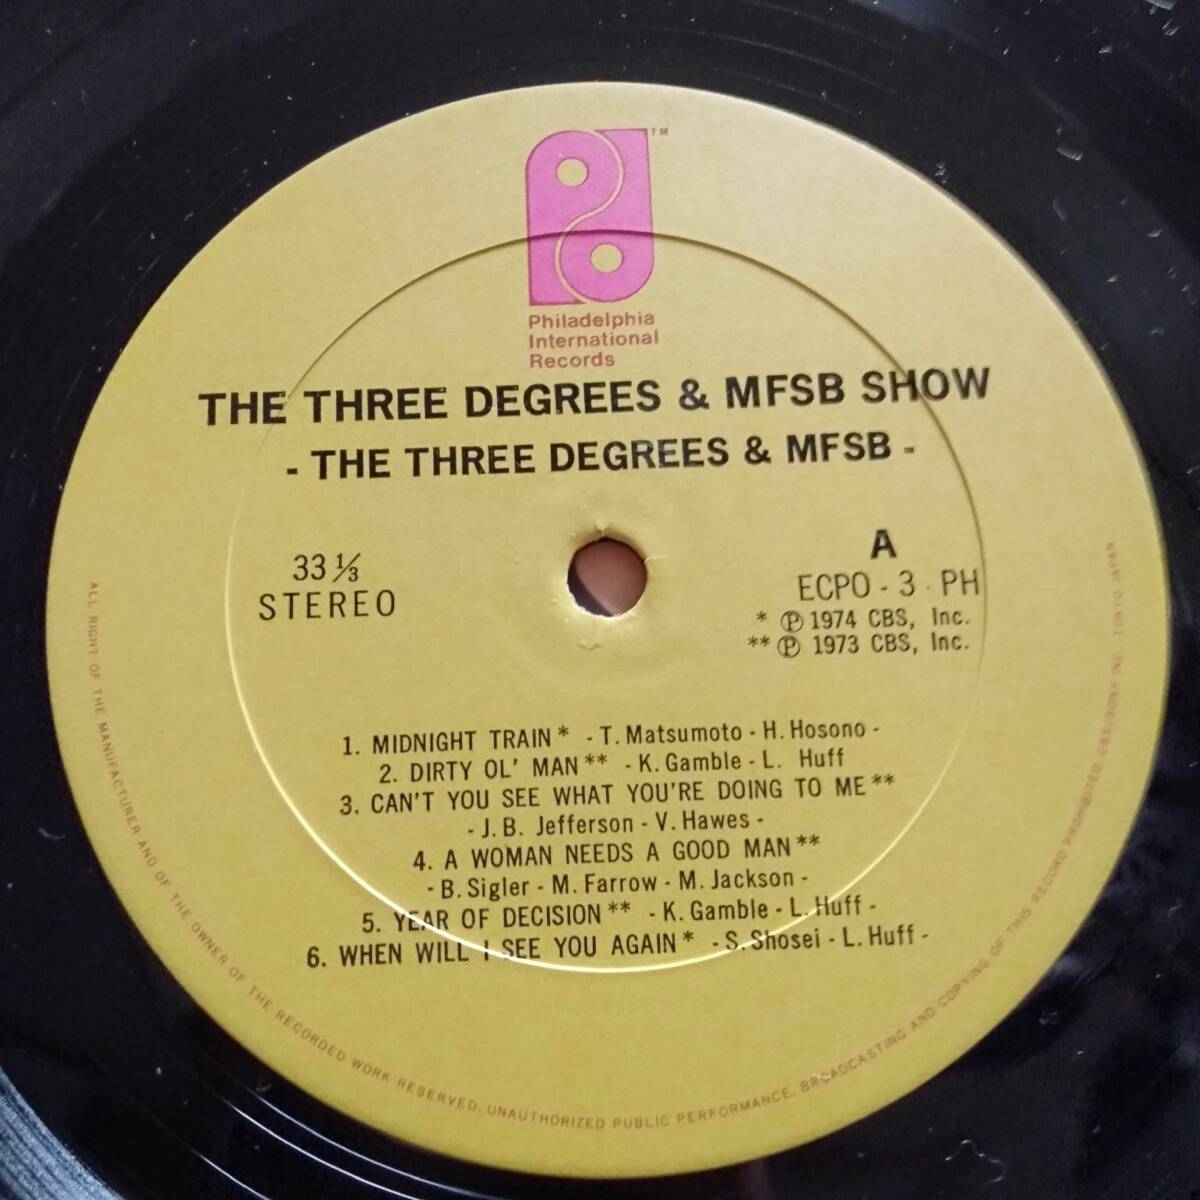 TM
Philadelphia
International
Records
THE THREE DEGREES & MFSB SHOW
- THE THREE DEGREES & MFSB -
33 1/3
STEREO
A
ECPO - 3 PH
* Ⓟ 1974 CBS, Inc.
** Ⓟ 1973 CBS, Inc.
1. MIDNIGHT TRAIN * - T. Matsumoto - H. Hosono -
2. DIRTY OL' MAN ** - K. Gamble - L. Huff
3. CAN'T YOU SEE WHAT YOU'RE DOING TO ME **
- J. B. Jefferson - V. Hawes -
4. A WOMAN NEEDS A GOOD MAN **
- B. Sigler - M. Farrow - M. Jackson -
5. YEAR OF DECISION ** - K. Gamble - L. Huff -
6. WHEN WILL I SEE YOU AGAIN * - S. Shosei - L. Huff -
ALL RIGHT OF THE MANUFACTURER AND OF THE OWNER OF THE RECORDED WORK RESERVED. UNAUTHORIZED PUBLIC PERFORMANCE, BROADCASTING AND COPYING OF THIS RECORD PROHIBITED. CBS/SONY INC. TOKYO JAPAN